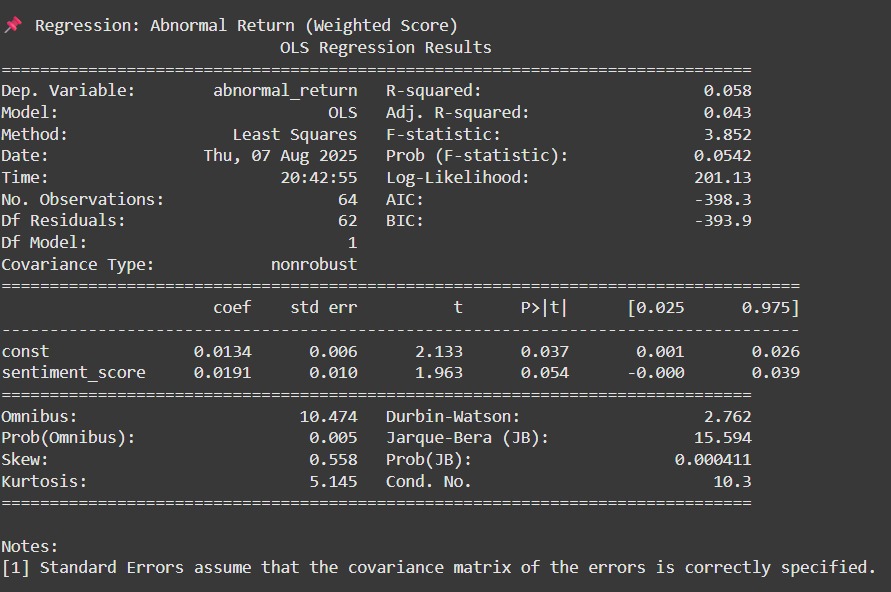 📌 Regression: Abnormal Return (Weighted Score)
OLS Regression Results
==============================================================================
Dep. Variable: abnormal_return R-squared: 0.058
Model: OLS Adj. R-squared: 0.043
Method: Least Squares F-statistic: 3.852
Date: Thu, 07 Aug 2025 Prob (F-statistic): 0.0542
Time: 20:42:55 Log-Likelihood: 201.13
No. Observations: 64 AIC: -398.3
Df Residuals: 62 BIC: -393.9
Df Model: 1
Covariance Type: nonrobust
===================================================================================
coef std err t P>|t| [0.025 0.975]
-----------------------------------------------------------------------------------
const 0.0134 0.006 2.133 0.037 0.001 0.026
sentiment_score 0.0191 0.010 1.963 0.054 -0.000 0.039
==============================================================================
Omnibus: 10.474 Durbin-Watson: 2.762
Prob(Omnibus): 0.005 Jarque-Bera (JB): 15.594
Skew: 0.558 Prob(JB): 0.000411
Kurtosis: 5.145 Cond. No. 10.3
==============================================================================
Notes:
[1] Standard Errors assume that the covariance matrix of the errors is correctly specified.